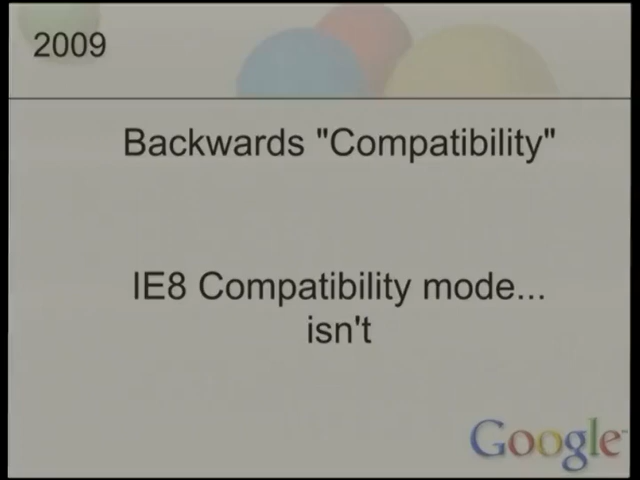 2009
Backwards "Compatibility"
IE8 Compatibility mode...
isn't
Google